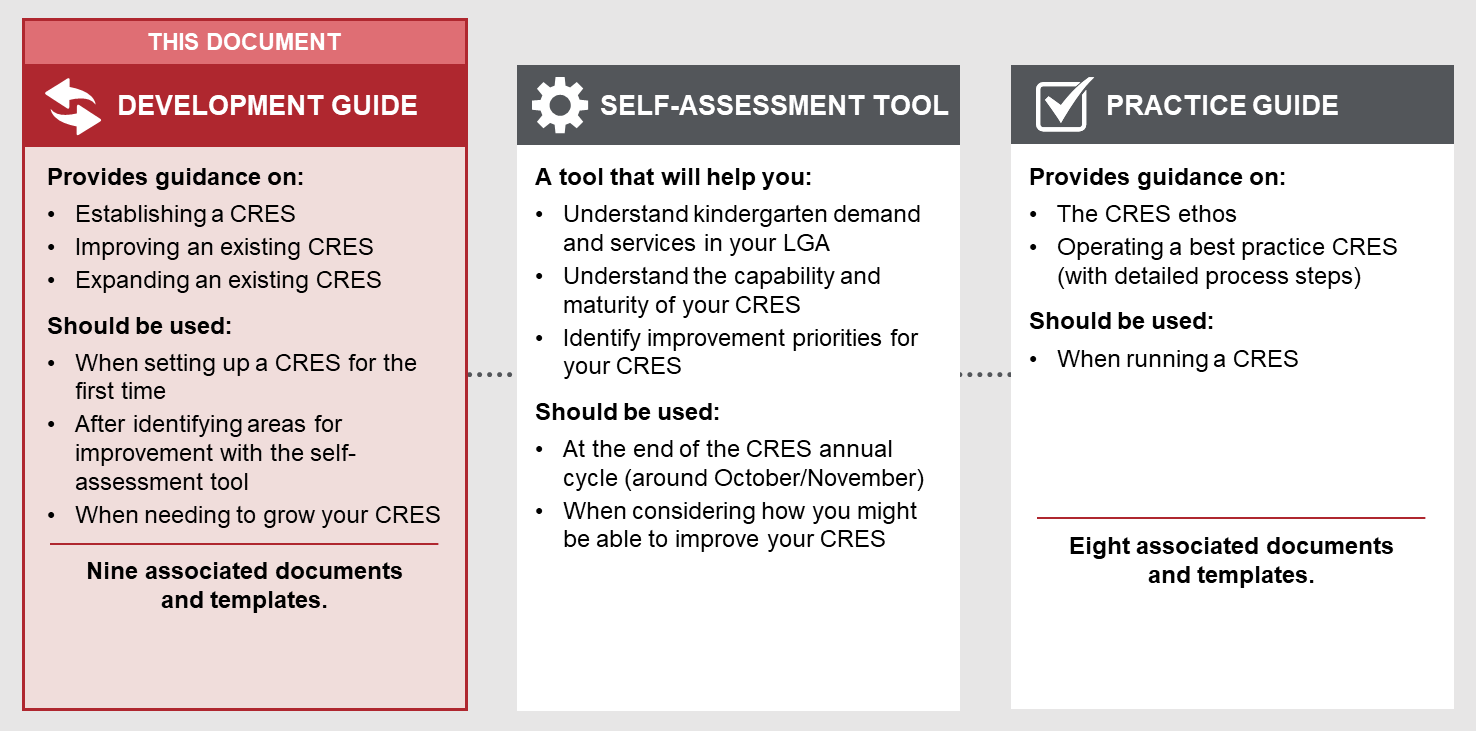 THIS DOCUMENT
DEVELOPMENT GUIDE
Provides guidance on:
• Establishing a CRES
• Improving an existing CRES
• Expanding an existing CRES
Should be used:
• When setting up a CRES for the
first time
• After identifying areas for
improvement with the self-
assessment tool
• When needing to grow your CRES
Nine associated documents
and templates.
SELF-ASSESSMENT TOOL
A tool that will help you:
• Understand kindergarten demand
and services in your LGA
• Understand the capability and
maturity of your CRES
• Identify improvement priorities for
your CRES
Should be used:
• At the end of the CRES annual
cycle (around October/November)
• When considering how you might
be able to improve your CRES
PRACTICE GUIDE
Provides guidance on:
• The CRES ethos
• Operating a best practice CRES
(with detailed process steps)
Should be used:
• When running a CRES
Eight associated documents
and templates.